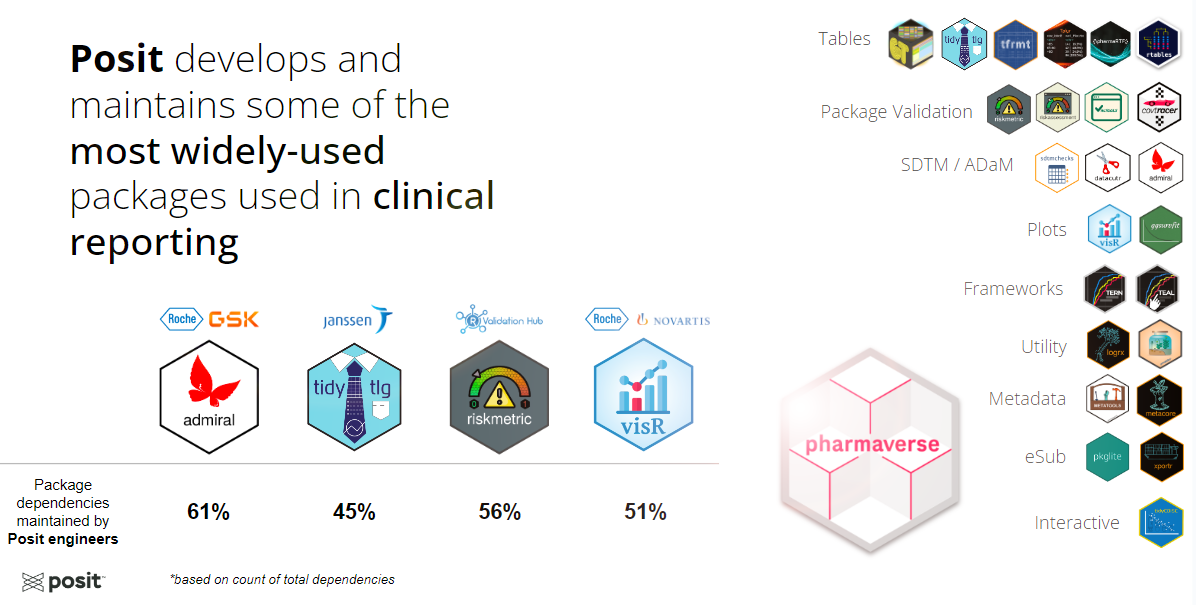 Posit develops and
maintains some of the
most widely-used
packages used in clinical
reporting
Roche GSK
janssen
R Validation Hub
Roche NOVARTIS
admiral
tidy tlg
riskmetric
visR
Package
dependencies
maintained by
Posit engineers
61% 45% 56% 51%
posit
*based on count of total dependencies
Tables
tidy tlg
tfrmt
rtables
Package Validation
riskmetric
riskassessment
covtracer
SDTM / ADaM
sdtmchecks
datacutr
admiral
Plots
visR
ggsurvfit
Frameworks
TERN
TEAL
Utility
logrx
Metadata
METATOOLS
metacore
eSub
pkglite
xportr
Interactive
pharmaverse